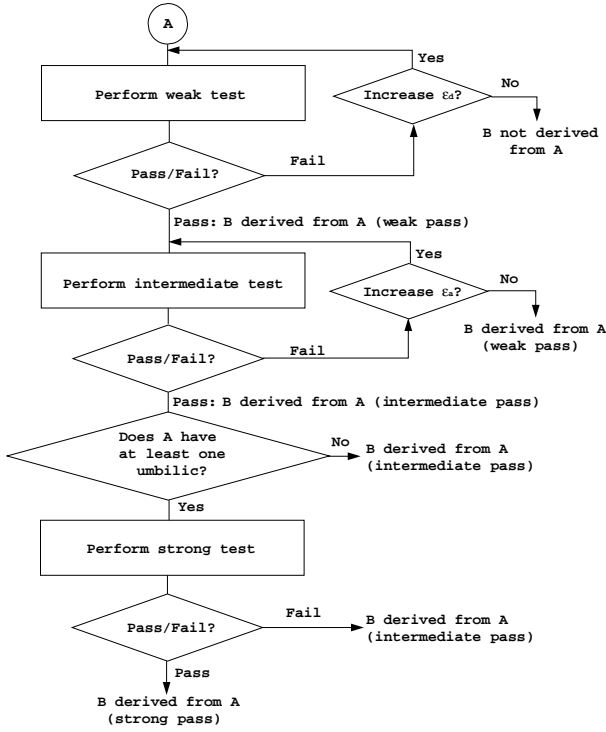 A
Yes
Perform weak test
Increase εd?
No
B not derived
from A
Pass/Fail?
Fail
Pass: B derived from A (weak pass)
Yes
Perform intermediate test
Increase εa?
No
B derived from A
(weak pass)
Pass/Fail?
Fail
Pass: B derived from A (intermediate pass)
Does A have
at least one
umbilic?
No
B derived from A
(intermediate pass)
Yes
Perform strong test
Pass/Fail?
Fail
B derived from A
(intermediate pass)
Pass
B derived from A
(strong pass)